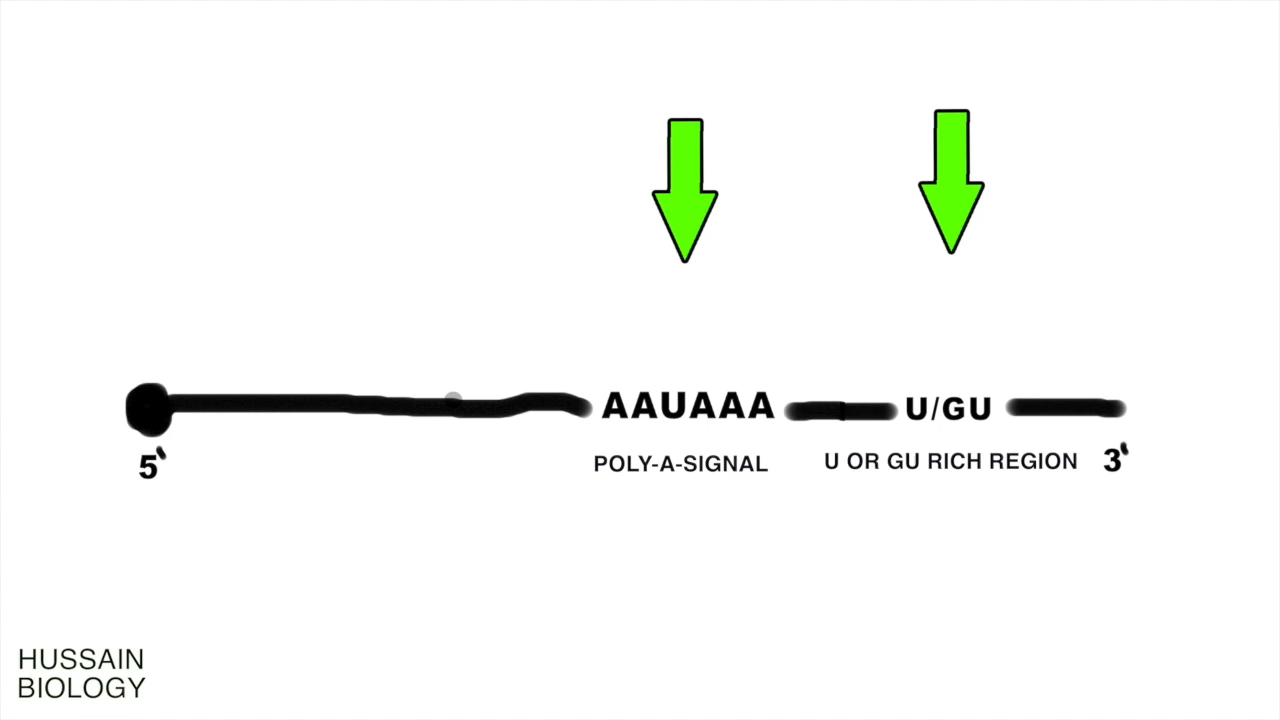 AAUAAA U/GU
POLY-A-SIGNAL U OR GU RICH REGION
5' 3'
HUSSAIN
BIOLOGY